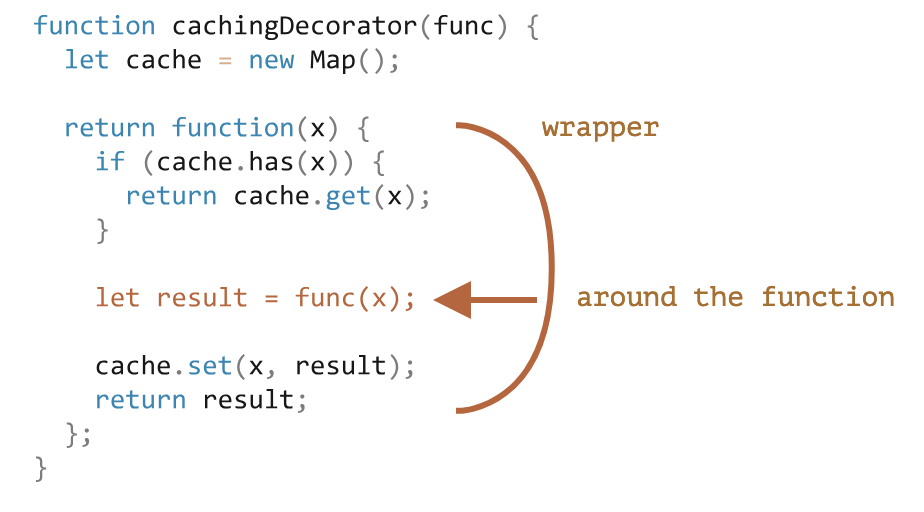 function cachingDecorator(func) {
  let cache = new Map();
  return function(x) { wrapper
    if (cache.has(x)) {
      return cache.get(x);
    }
    let result = func(x); around the function
    cache.set(x, result);
    return result;
  };
}